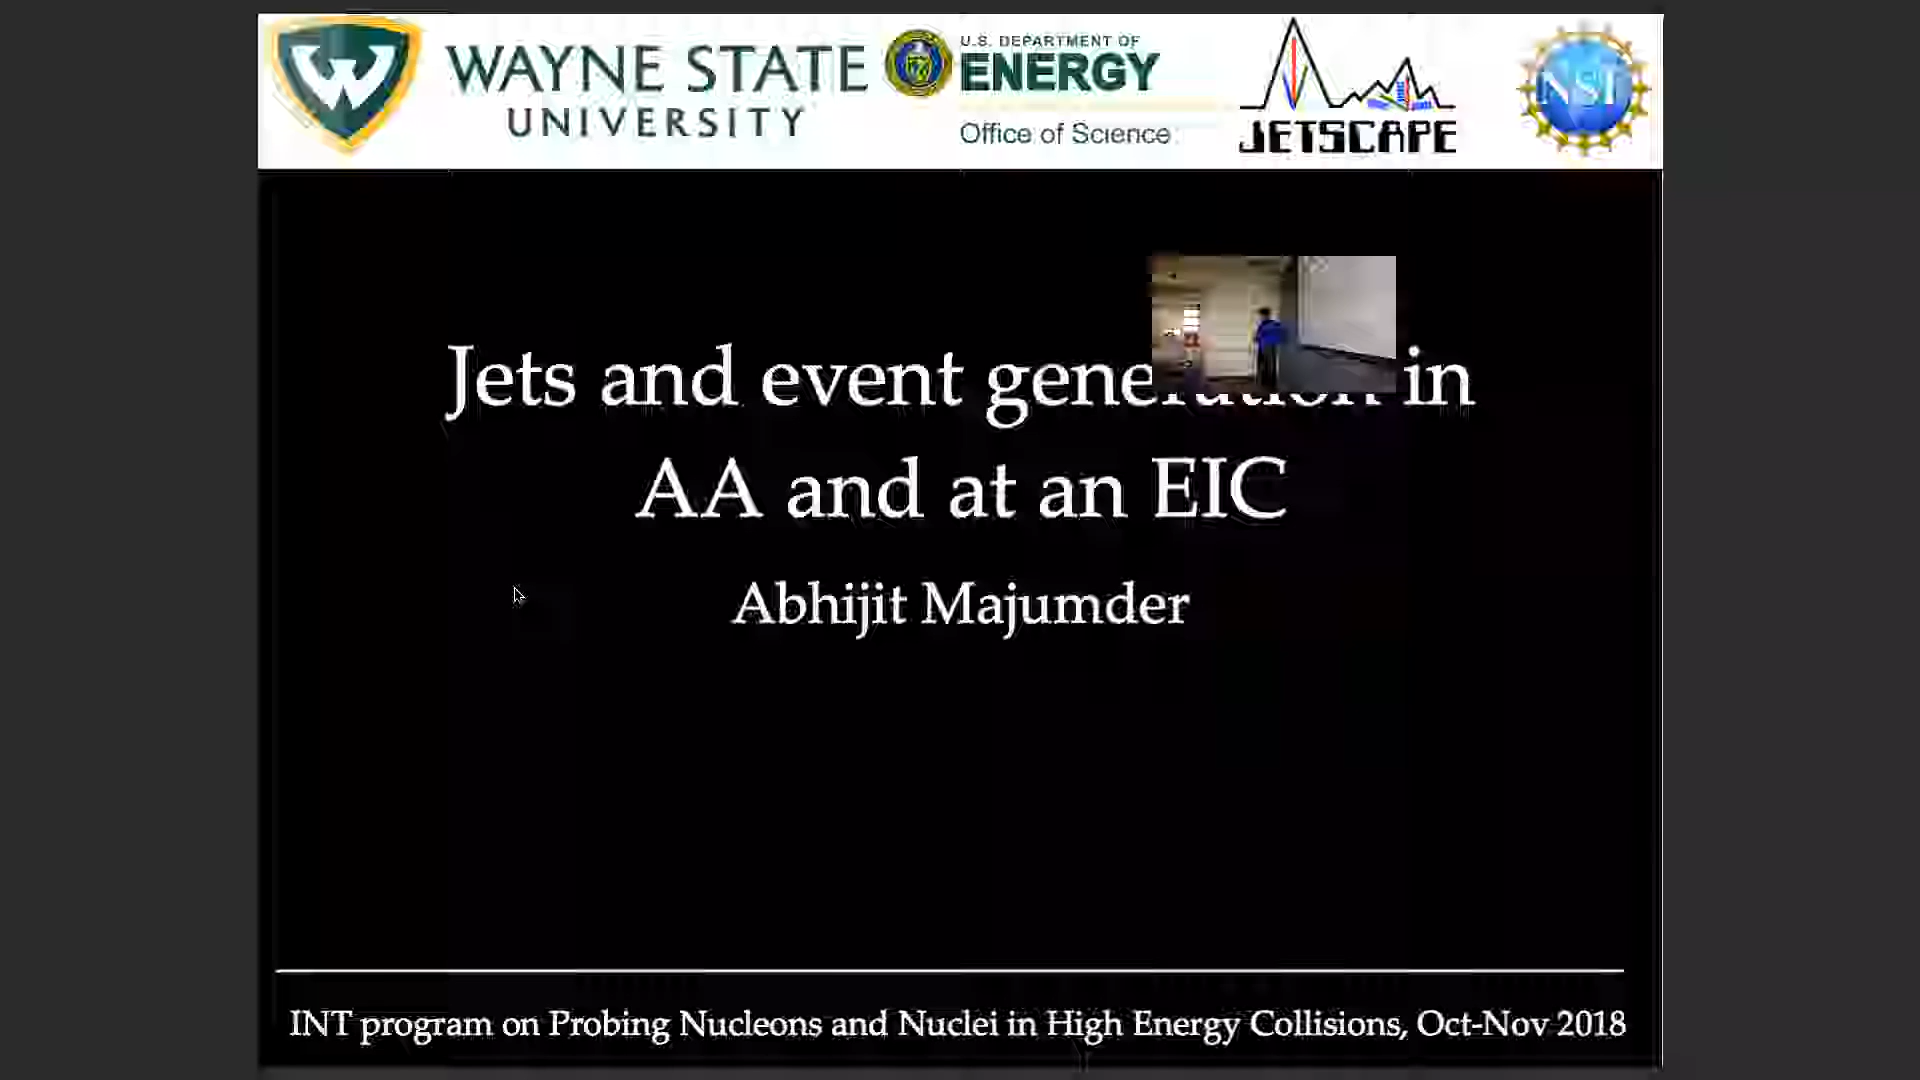 WAYNE STATE
UNIVERSITY
U.S. DEPARTMENT OF
ENERGY
Office of Science
JETSCAPE
NSF
Jets and event generation in
AA and at an EIC
Abhijit Majumder
INT program on Probing Nucleons and Nuclei in High Energy Collisions, Oct-Nov 2018